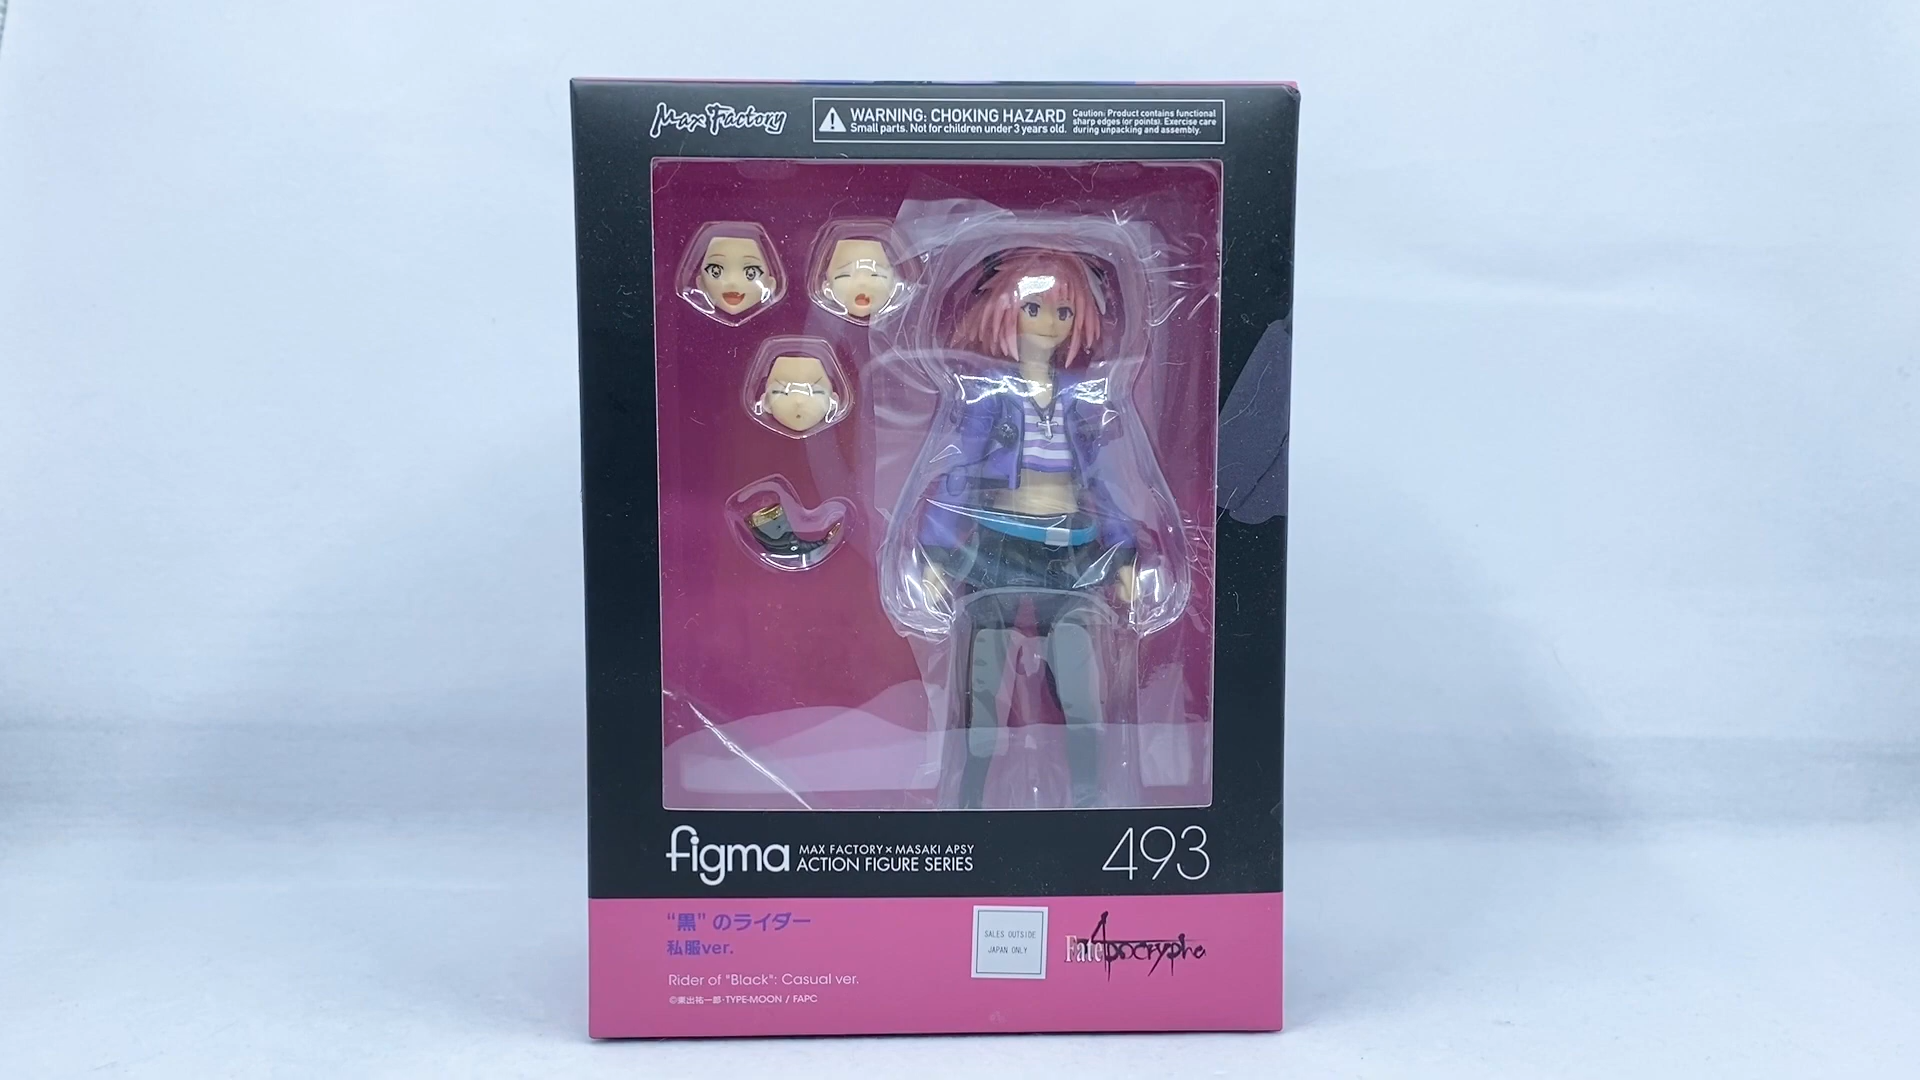 Max Factory
WARNING: CHOKING HAZARD
Small parts. Not for children under 3 years old.
Caution: Product contains functional
sharp edges (or points). Exercise care
during unpacking and assembly.
figma
MAX FACTORY×MASAKI APSY
ACTION FIGURE SERIES
493
“黒” のライダー
私服ver.
Rider of "Black": Casual ver.
©東出祐一郎・TYPE-MOON / FAPC
SALES OUTSIDE
JAPAN ONLY
Fate Apocrypha